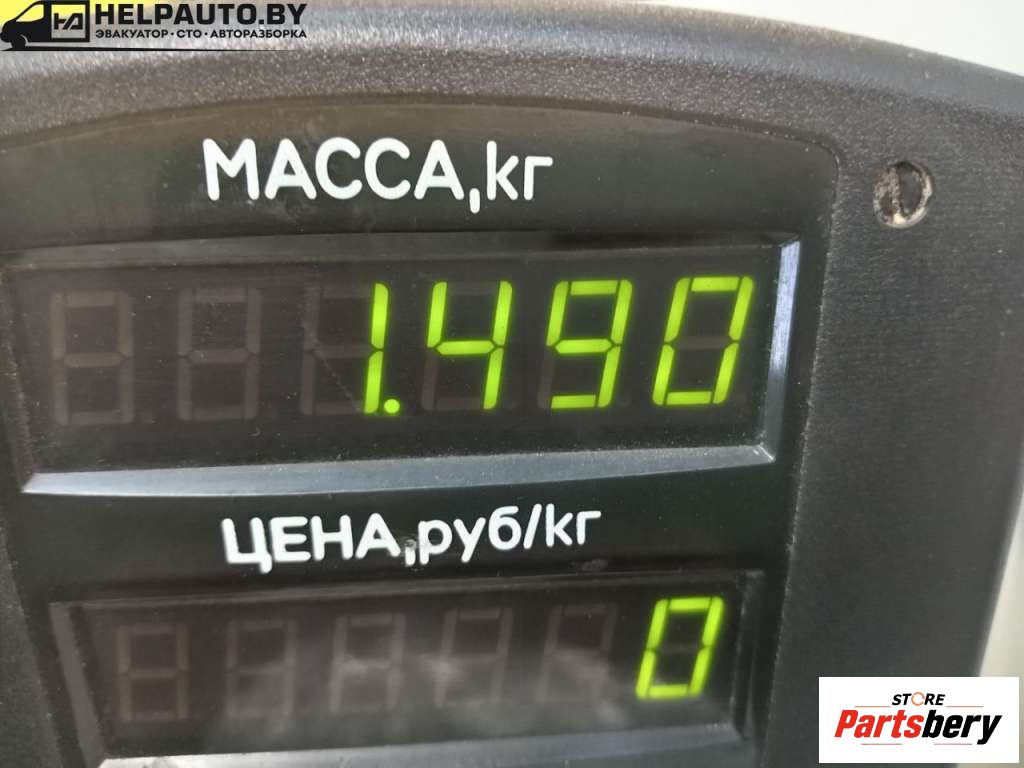 HELPAUTO.BY
ЭВАКУАТОР · СТО · АВТОРАЗБОРКА
МАССА,кг
1.490
ЦЕНА,руб/кг
0
STORE
Partsbery